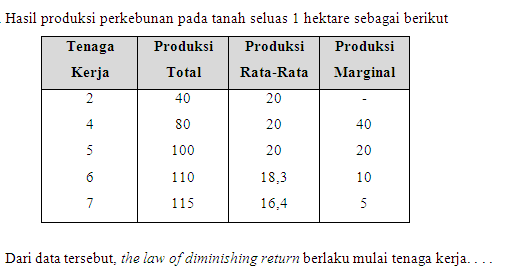 . Hasil produksi perkebunan pada tanah seluas 1 hektare sebagai berikut
Tenaga Kerja Produksi Total Produksi Rata-Rata Produksi Marginal
2 40 20 -
4 80 20 40
5 100 20 20
6 110 18,3 10
7 115 16,4 5
Dari data tersebut, the law of diminishing return berlaku mulai tenaga kerja. . . .